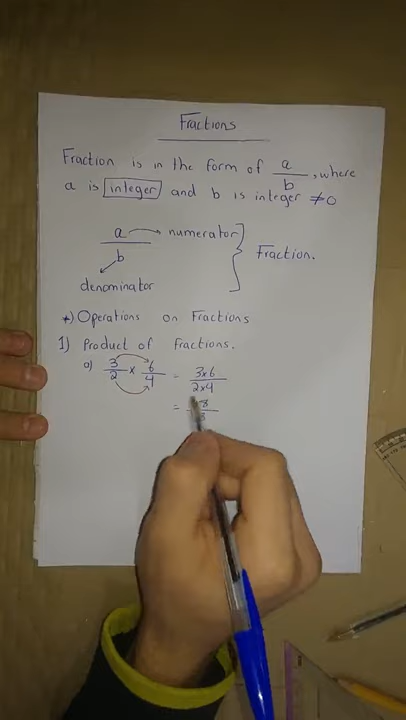 Fractions
Fraction is in the form of a/b, where
a is integer and b is integer ≠0
a → numerator
b
denominator
Fraction.
*) Operations on Fractions
1) Product of Fractions.
a) 3/2 × 6/4 = 3×6/2×4
= 8